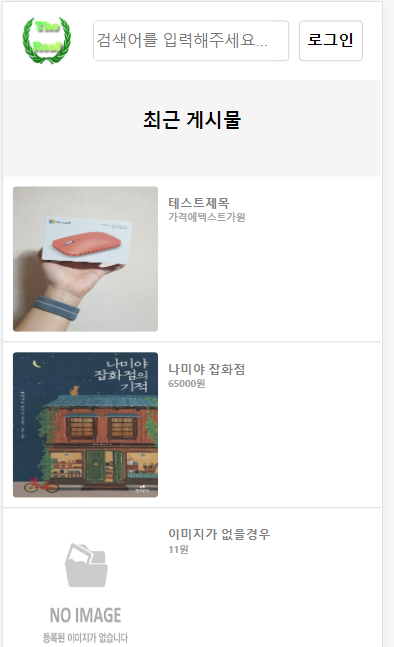 The
Best
검색어를 입력해주세요...
로그인
최근 게시물
테스트제목
가격에텍스트가원
나미야
잡화점의
기적
나미야 잡화점
65000원
이미지가 없을경우
11원
NO IMAGE
등록된 이미지가 없습니다